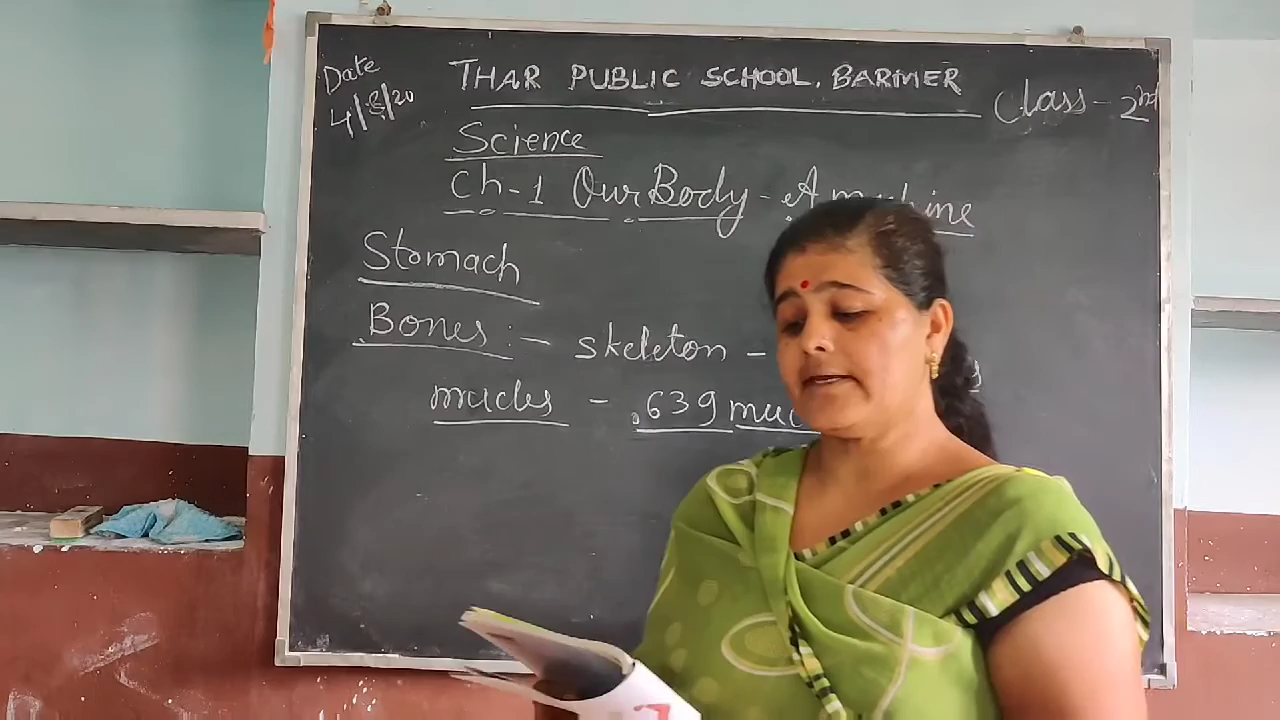 Date
4/8/20
THAR PUBLIC SCHOOL, BARMER
Class - 2nd
Science
Ch-1 Our Body - A machine
Stomach
Bones :- skeleton -
mucles - 639